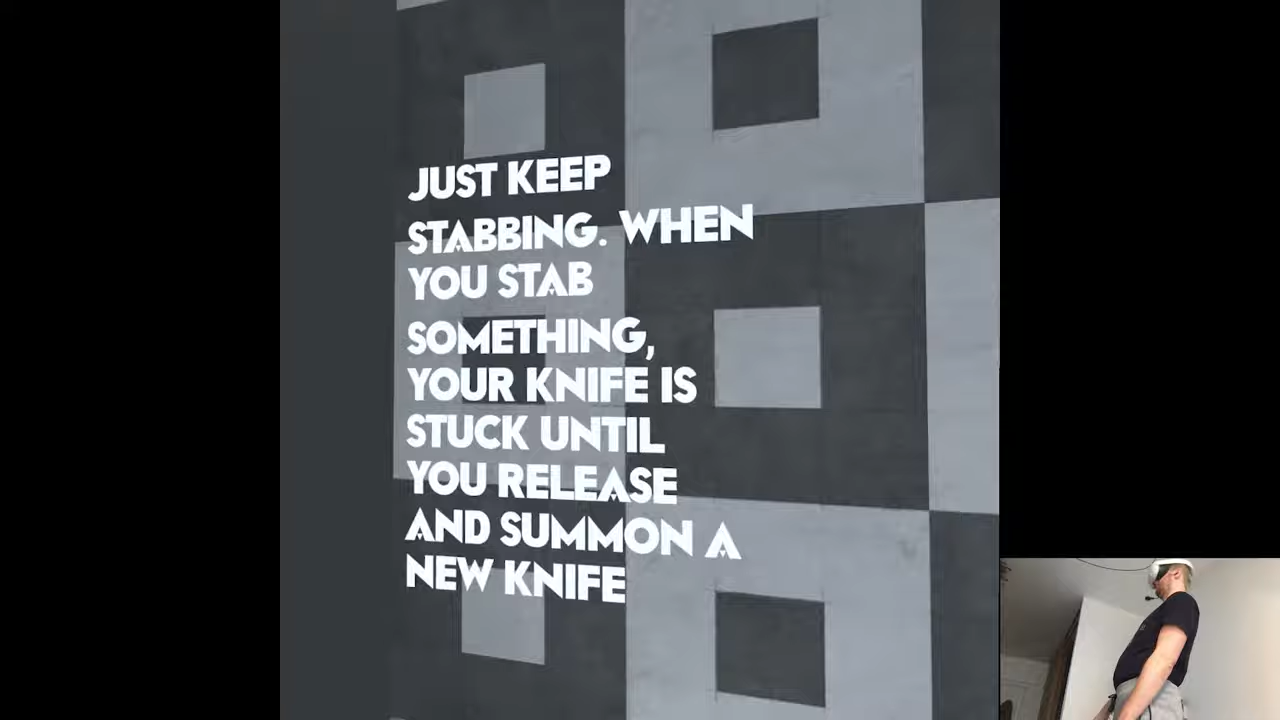 JUST KEEP
STABBING. WHEN
YOU STAB
SOMETHING,
YOUR KNIFE IS
STUCK UNTIL
YOU RELEASE
AND SUMMON A
NEW KNIFE